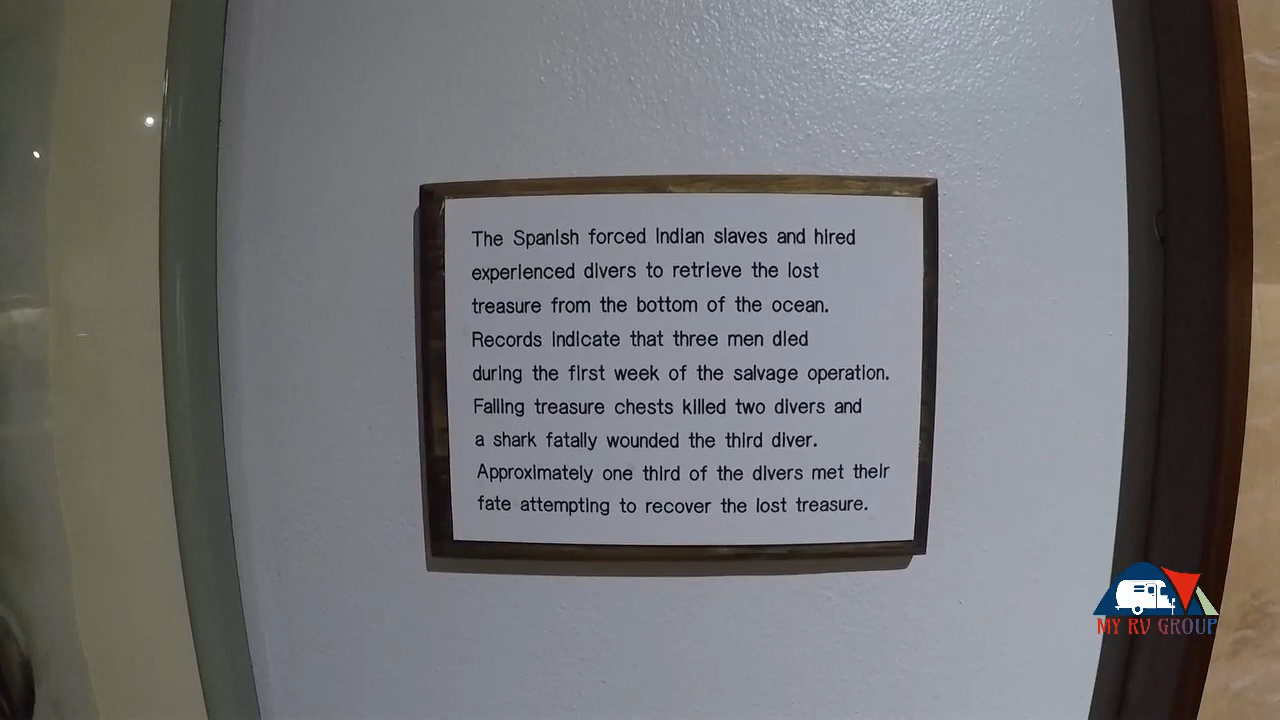 The Spanish forced Indian slaves and hired
experienced divers to retrieve the lost
treasure from the bottom of the ocean.
Records indicate that three men died
during the first week of the salvage operation.
Falling treasure chests killed two divers and
a shark fatally wounded the third diver.
Approximately one third of the divers met their
fate attempting to recover the lost treasure.
MY RV GROUP